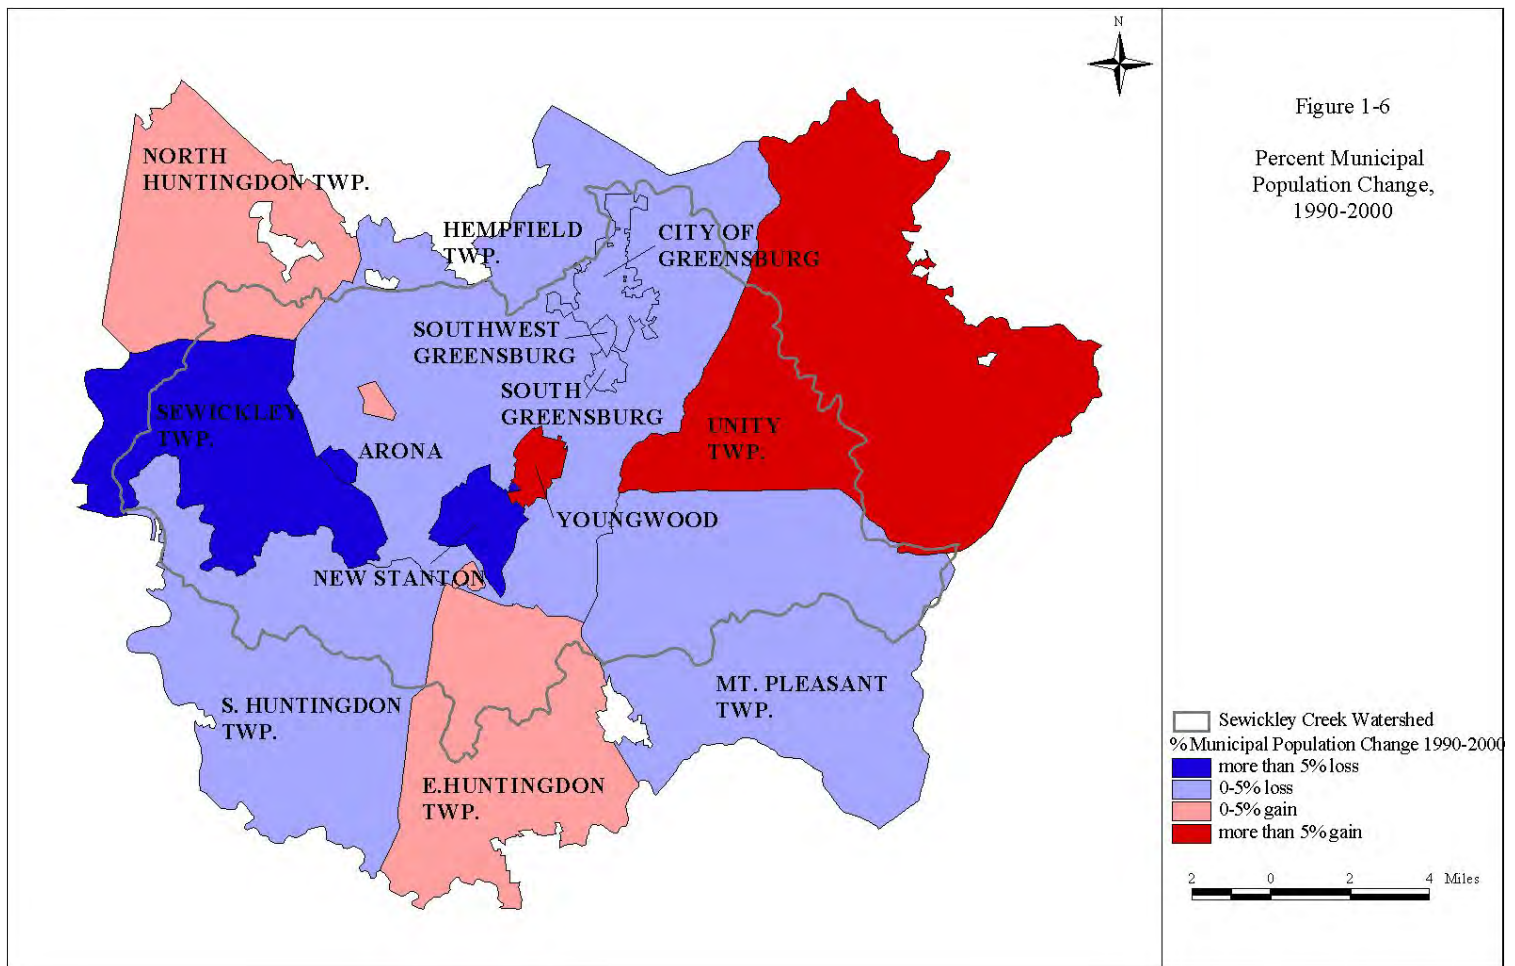 N
Figure 1-6
Percent Municipal
Population Change,
1990-2000
NORTH
HUNTINGDON TWP.
HEMPFIELD
TWP.
CITY OF
GREENSBURG
SOUTHWEST
GREENSBURG
SOUTH
GREENSBURG
SEWICKLEY
TWP.
ARONA
UNITY
TWP.
YOUNGWOOD
NEW STANTON
S. HUNTINGDON
TWP.
MT. PLEASANT
TWP.
E.HUNTINGDON
TWP.
Sewickley Creek Watershed
% Municipal Population Change 1990-2000
more than 5% loss
0-5% loss
0-5% gain
more than 5% gain
2 0 2 4 Miles